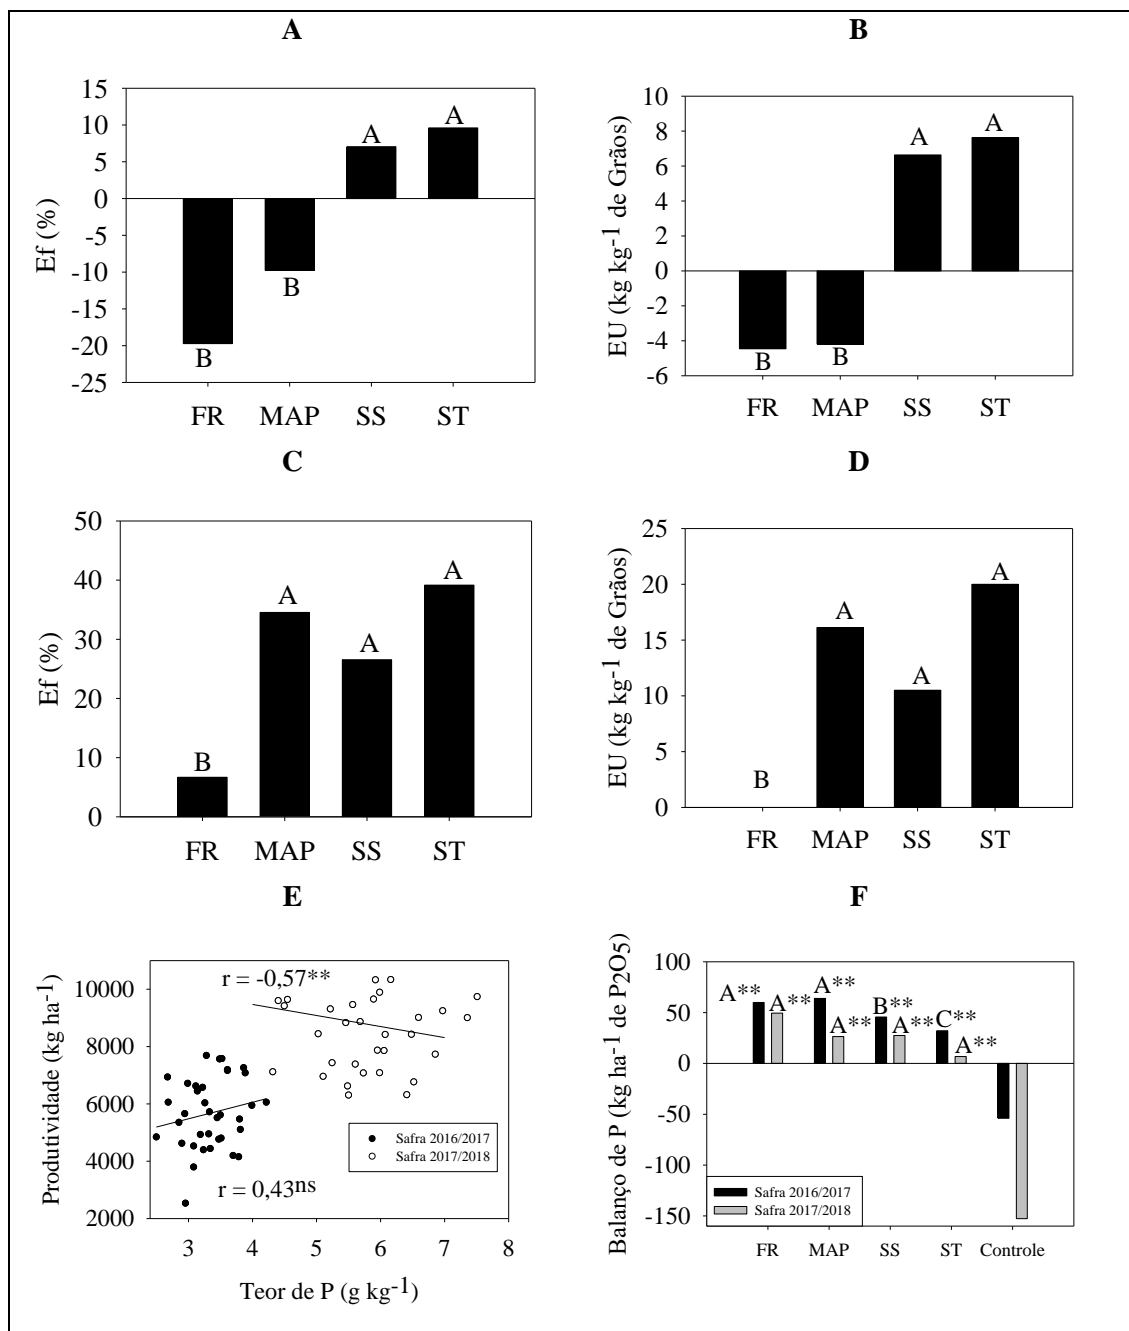 A
15
10
5
0
-5
-10
-15
-20
-25
Ef (%)
B
B
A
A
FR MAP SS ST
B
10
8
6
4
2
0
-2
-4
-6
EU (kg kg-1 de Grãos)
B
B
A
A
FR MAP SS ST
C
50
40
30
20
10
0
Ef (%)
B
A
A
A
FR MAP SS ST
D
25
20
15
10
5
0
EU (kg kg-1 de Grãos)
B
A
A
A
FR MAP SS ST
E
r = -0,57**
10000
8000
6000
4000
2000
Produtividade (kg ha-1)
Safra 2016/2017
Safra 2017/2018
r = 0,43ns
3 4 5 6 7 8
Teor de P (g kg-1)
F
100
50
0
-50
-100
-150
Balanço de P (kg ha-1 de P2O5)
A** A**
A** A**
B** A**
C** A**
Safra 2016/2017
Safra 2017/2018
FR MAP SS ST Controle